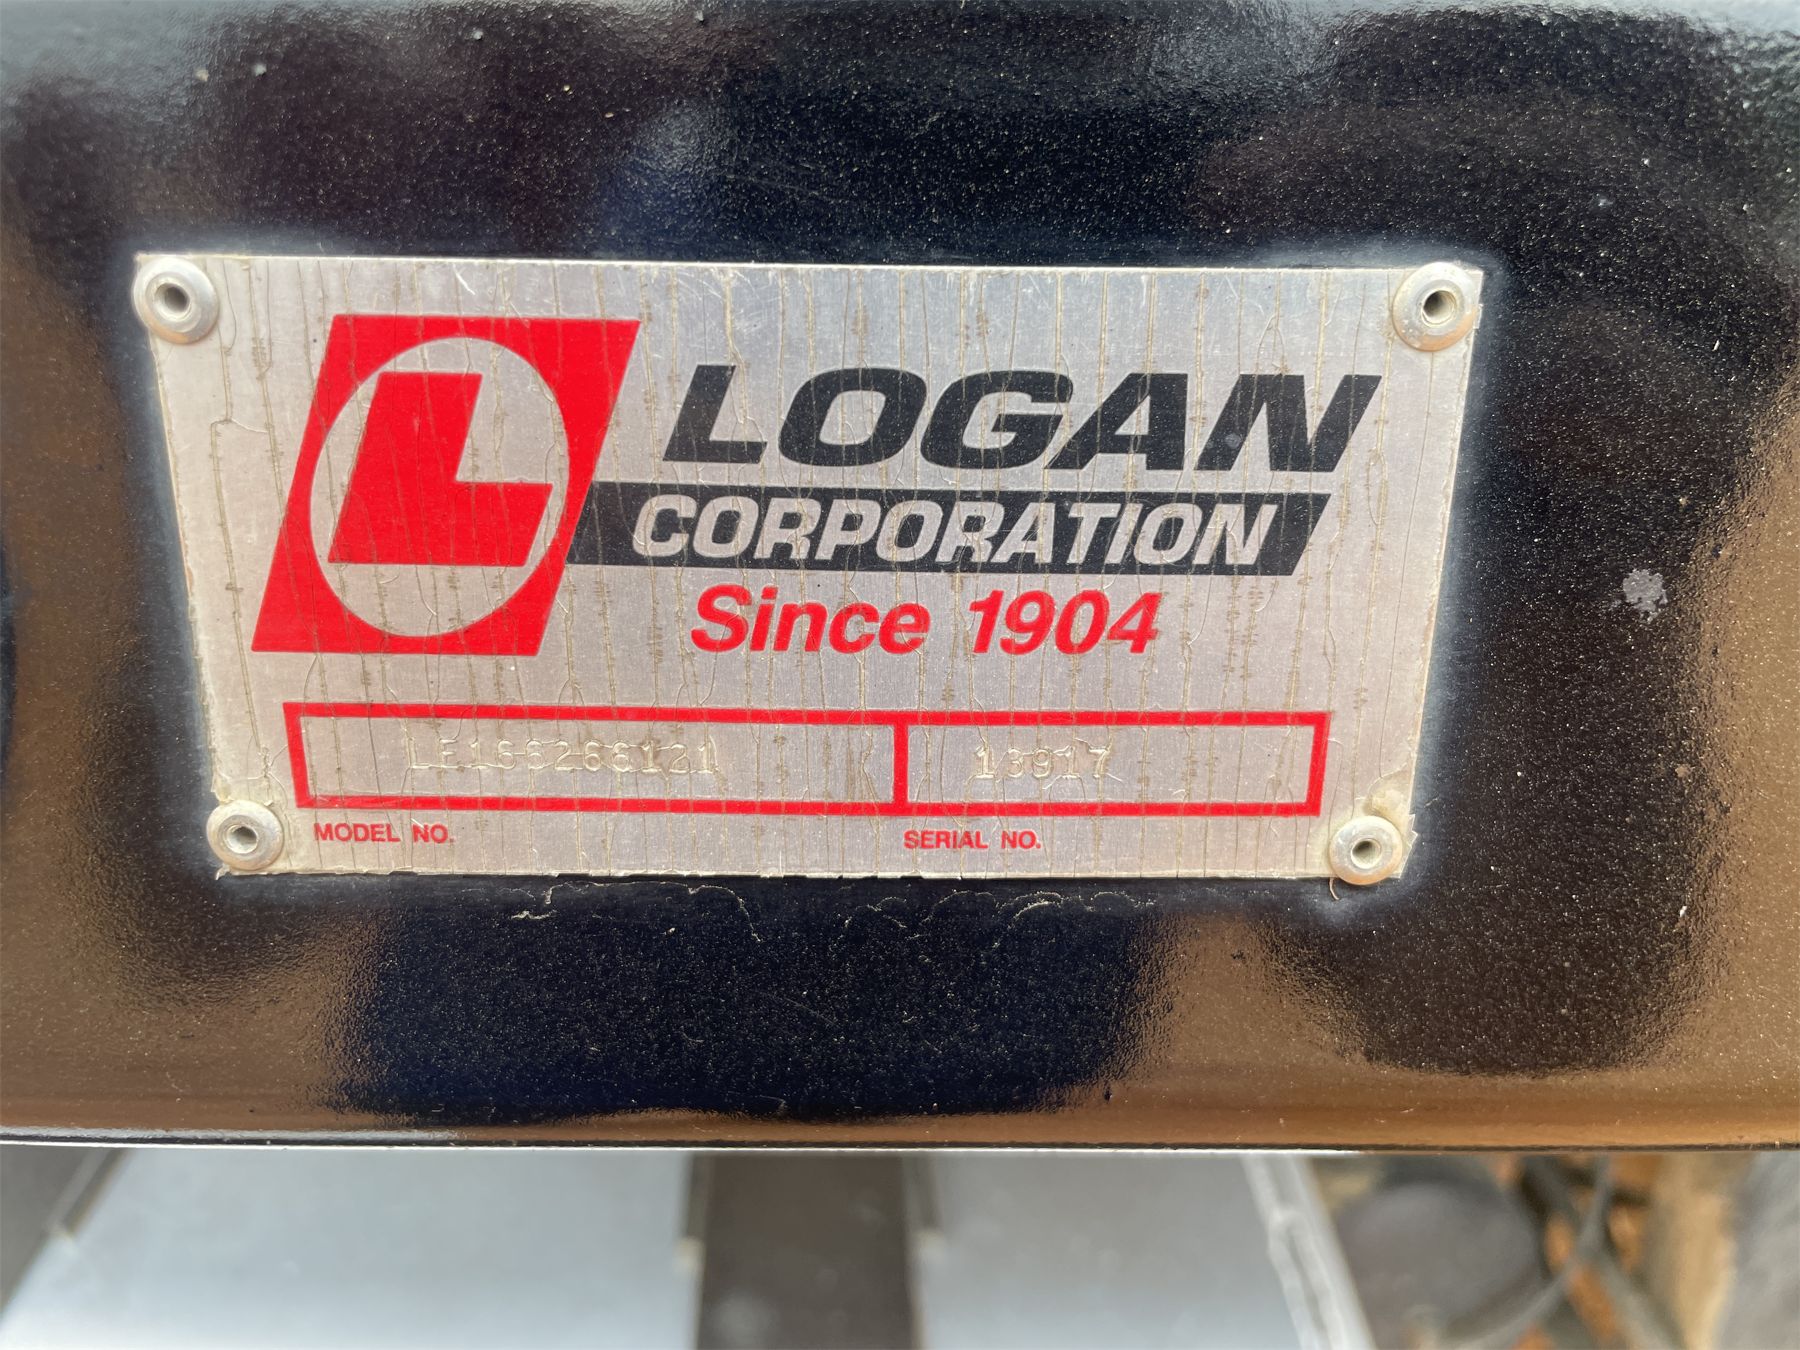 L
LOGAN
CORPORATION
Since 1904
LE166266121 13917
MODEL NO. SERIAL NO.